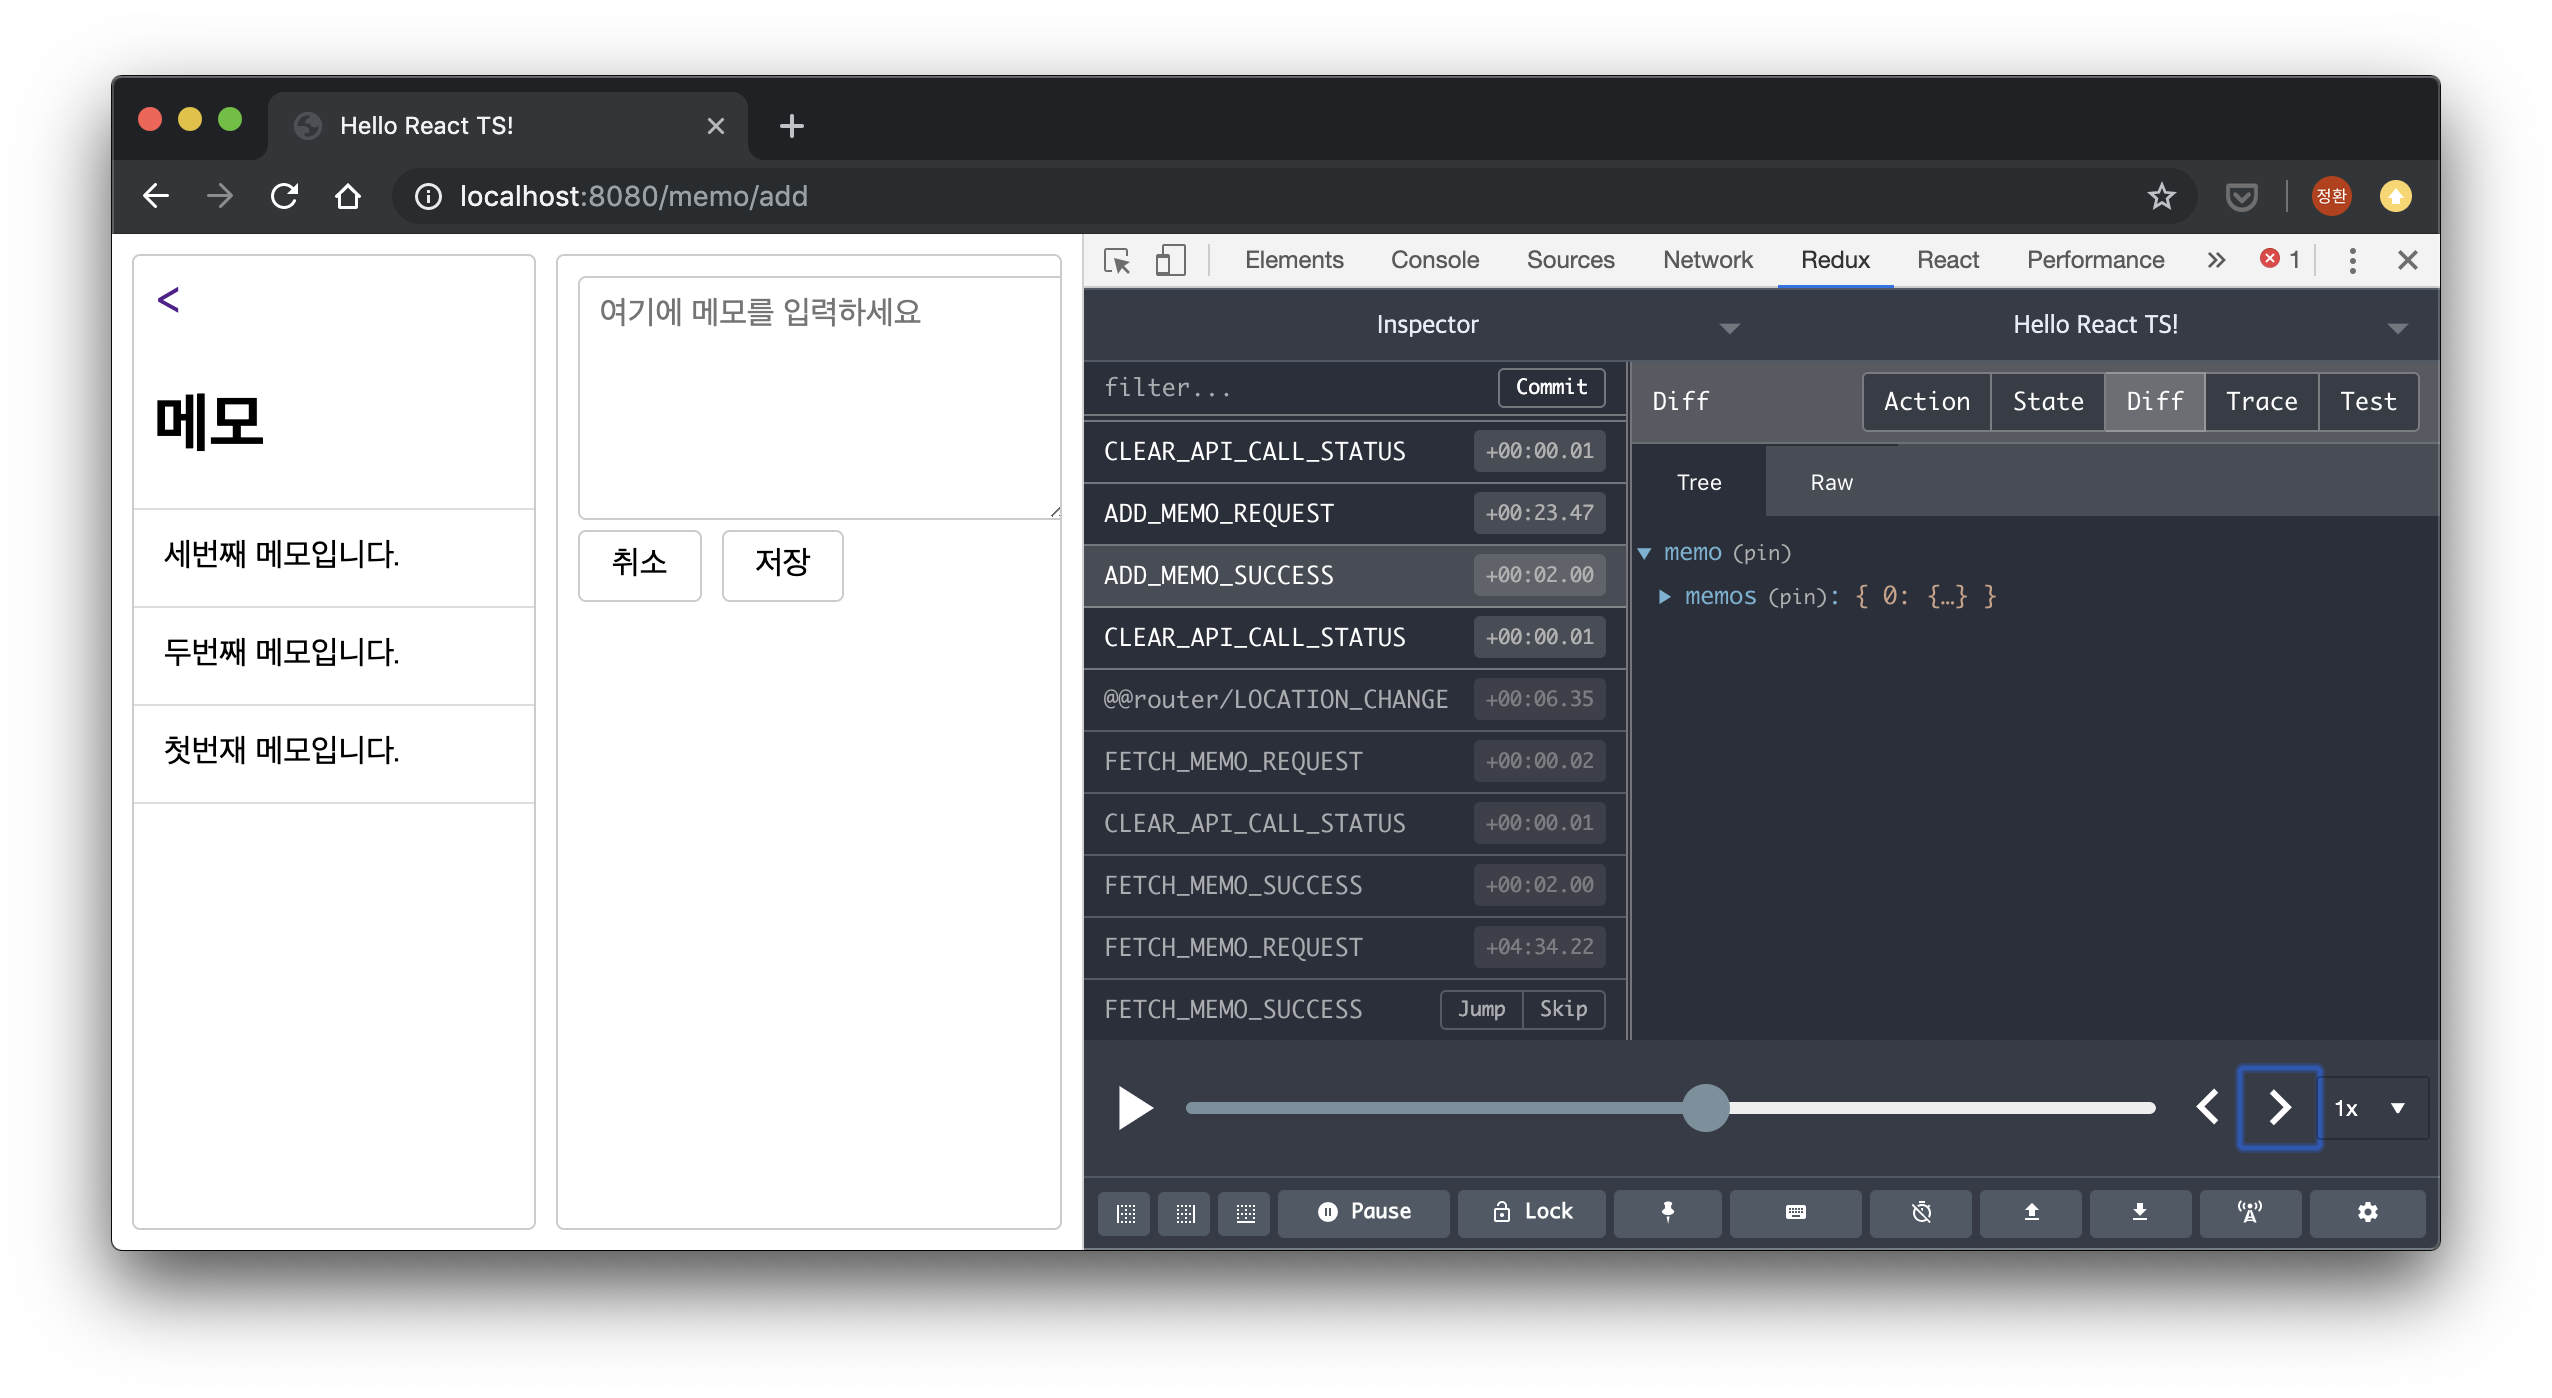 Hello React TS!
localhost:8080/memo/add
정환
<
메모
세번째 메모입니다.
두번째 메모입니다.
첫번재 메모입니다.
여기에 메모를 입력하세요
취소 저장
Elements Console Sources Network Redux React Performance » 1
Inspector Hello React TS!
filter... Commit
CLEAR_API_CALL_STATUS +00:00.01
ADD_MEMO_REQUEST +00:23.47
ADD_MEMO_SUCCESS +00:02.00
CLEAR_API_CALL_STATUS +00:00.01
@@router/LOCATION_CHANGE +00:06.35
FETCH_MEMO_REQUEST +00:00.02
CLEAR_API_CALL_STATUS +00:00.01
FETCH_MEMO_SUCCESS +00:02.00
FETCH_MEMO_REQUEST +04:34.22
FETCH_MEMO_SUCCESS Jump Skip
Diff Action State Diff Trace Test
Tree Raw
memo (pin)
memos (pin): { 0: {…} }
1x
Pause Lock